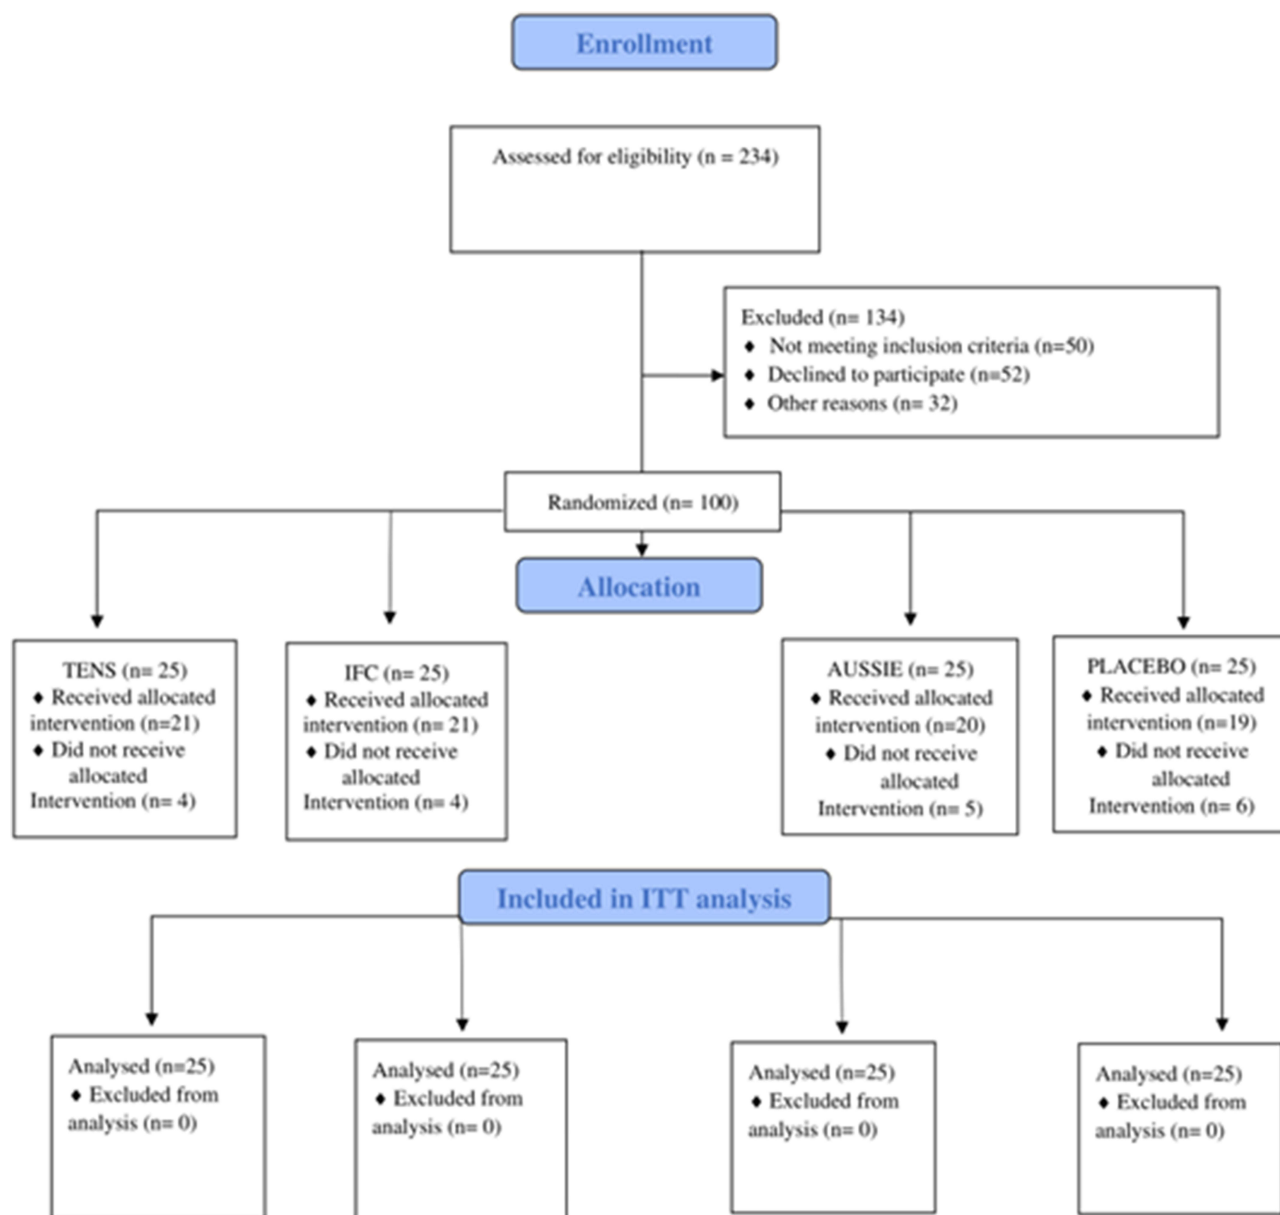 Enrollment
Assessed for eligibility (n = 234)
Excluded (n= 134)
♦ Not meeting inclusion criteria (n=50)
♦ Declined to participate (n=52)
♦ Other reasons (n= 32)
Randomized (n= 100)
Allocation
TENS (n= 25)
♦ Received allocated
intervention (n=21)
♦ Did not receive
allocated
Intervention (n= 4)
IFC (n= 25)
♦ Received allocated
intervention (n= 21)
♦ Did not receive
allocated
Intervention (n= 4)
AUSSIE (n= 25)
♦ Received allocated
intervention (n=20)
♦ Did not receive
allocated
Intervention (n= 5)
PLACEBO (n= 25)
♦ Received allocated
intervention (n=19)
♦ Did not receive
allocated
Intervention (n= 6)
Included in ITT analysis
Analysed (n=25)
♦ Excluded from
analysis (n= 0)
Analysed (n=25)
♦ Excluded from
analysis (n= 0)
Analysed (n=25)
♦ Excluded from
analysis (n= 0)
Analysed (n=25)
♦ Excluded from
analysis (n= 0)